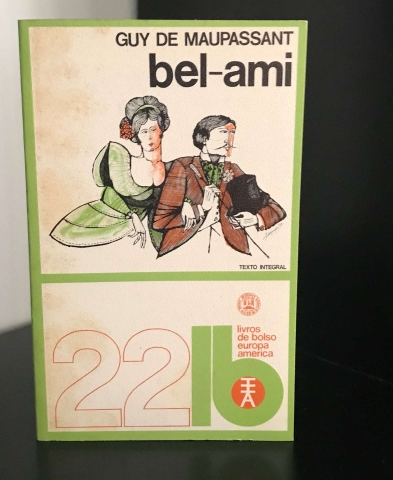 GUY DE MAUPASSANT
bel-ami
TEXTO INTEGRAL
22
lb
livros
de bolso
europa
américa